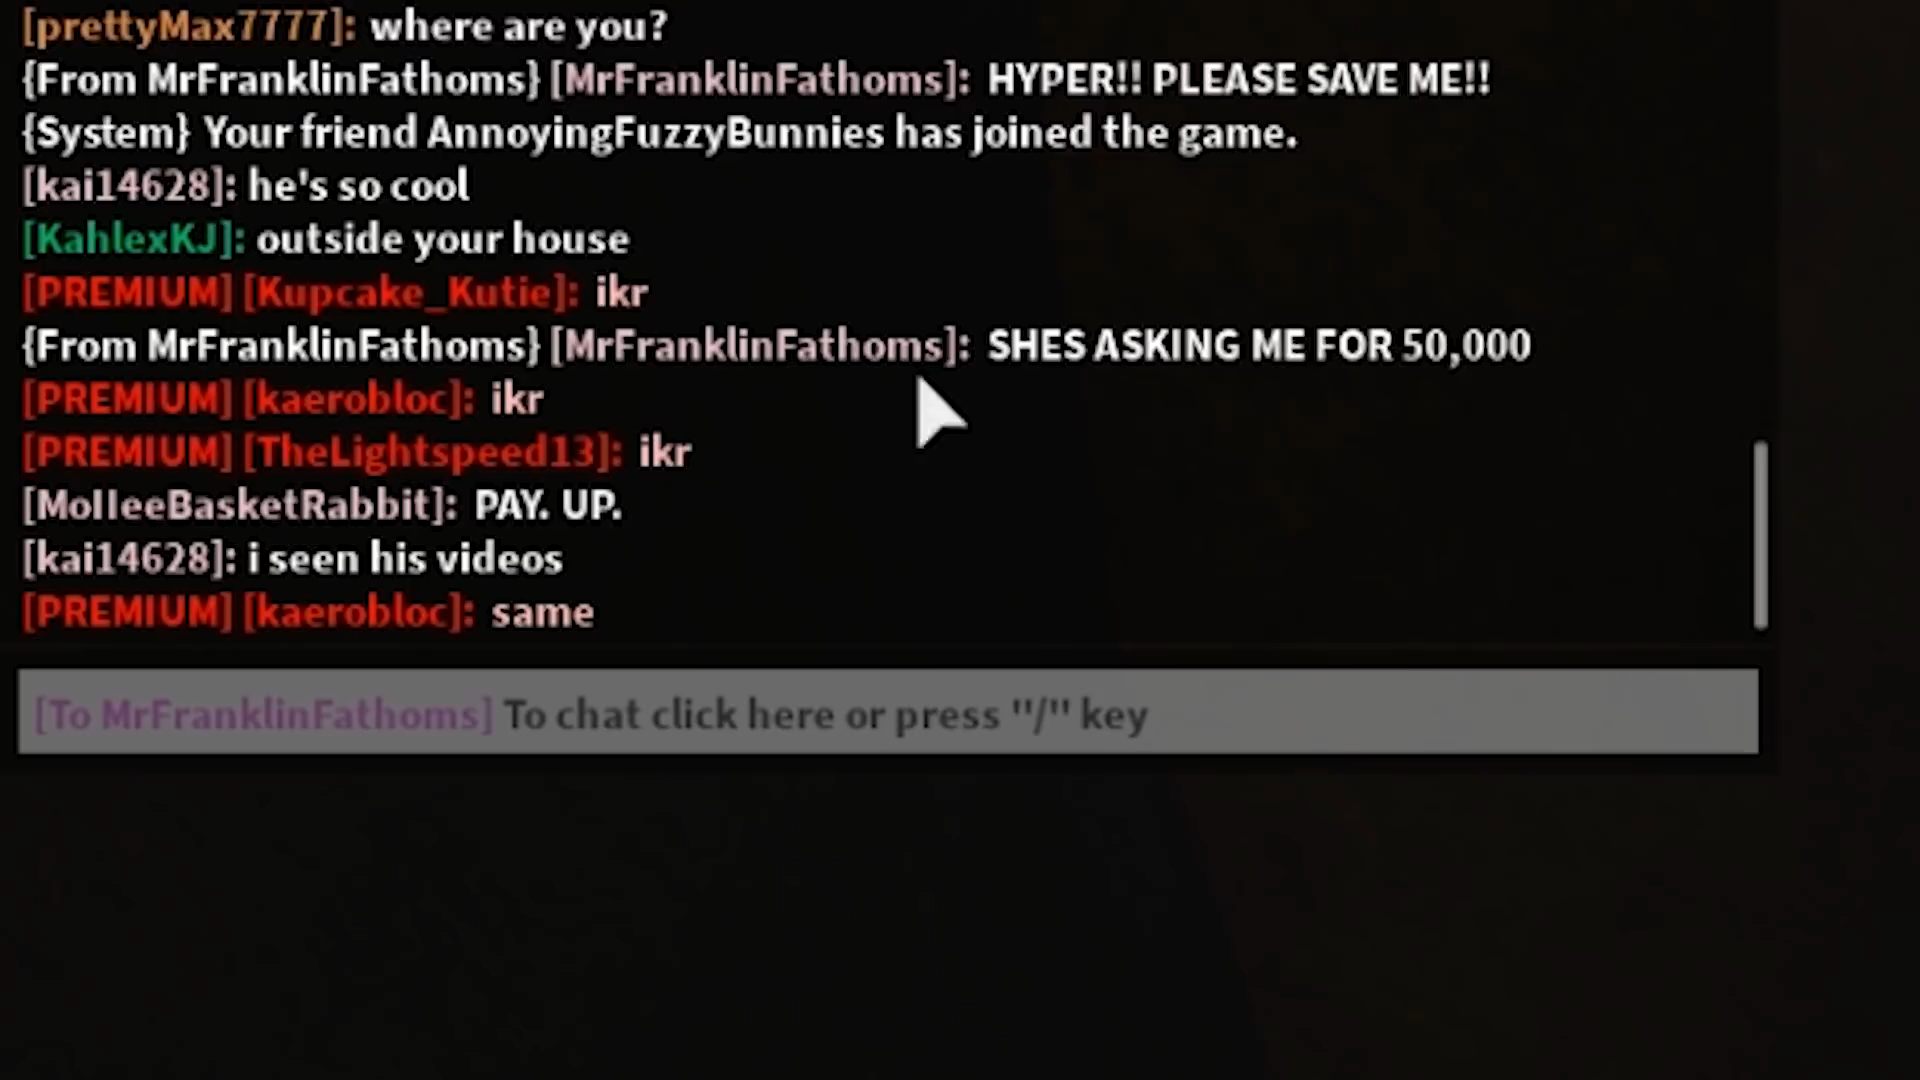 [prettyMax7777]: where are you?
{From MrFranklinFathoms} [MrFranklinFathoms]: HYPER!! PLEASE SAVE ME!!
{System} Your friend AnnoyingFuzzyBunnies has joined the game.
[kai14628]: he's so cool
[KahlexKJ]: outside your house
[PREMIUM] [Kupcake_Kutie]: ikr
{From MrFranklinFathoms} [MrFranklinFathoms]: SHES ASKING ME FOR 50,000
[PREMIUM] [kaerobloc]: ikr
[PREMIUM] [TheLightspeed13]: ikr
[MolleeBasketRabbit]: PAY. UP.
[kai14628]: i seen his videos
[PREMIUM] [kaerobloc]: same
[To MrFranklinFathoms] To chat click here or press "/" key